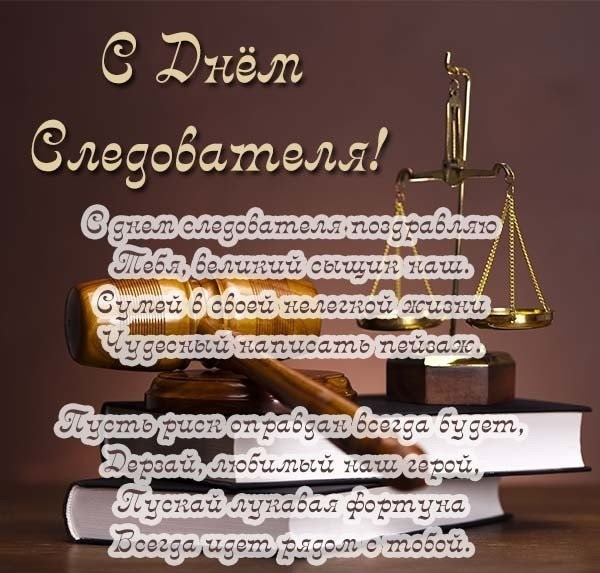 С Днём
Следователя!
С днем следователя поздравляю
Тебя, великий сыщик наш.
Сумей в своей нелегкой жизни
Чудесный написать пейзаж.
Пусть риск оправдан всегда будет,
Дерзай, любимый наш герой,
Пускай лукавая фортуна
Всегда идет рядом с тобой.